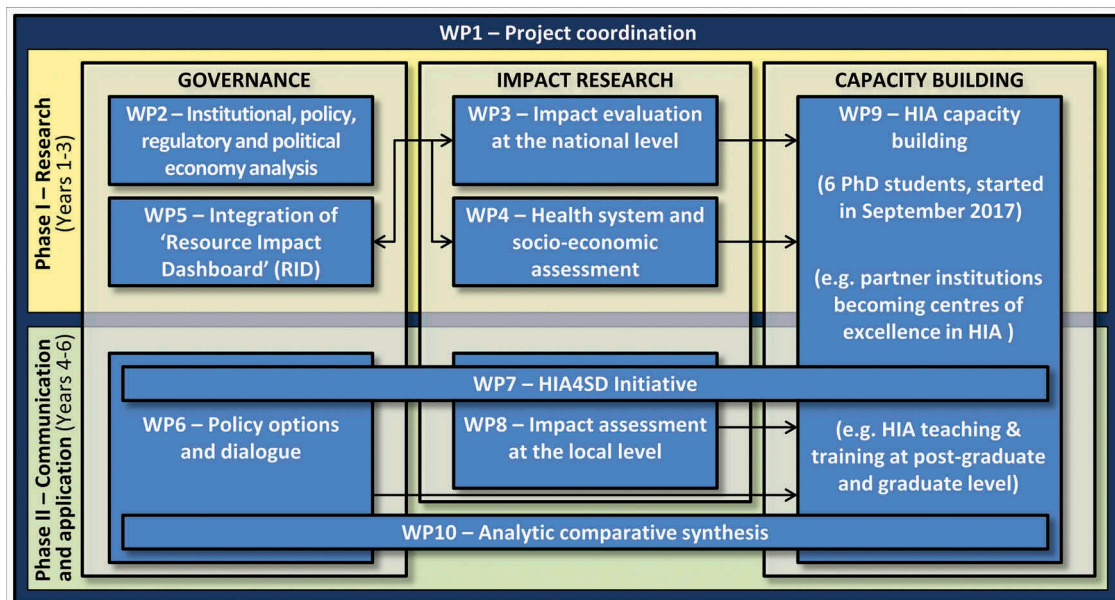 WP1 – Project coordination
Phase I – Research
(Years 1-3)
GOVERNANCE
WP2 – Institutional, policy,
regulatory and political
economy analysis
WP5 – Integration of
‘Resource Impact
Dashboard’ (RID)
IMPACT RESEARCH
WP3 – Impact evaluation
at the national level
WP4 – Health system and
socio-economic
assessment
CAPACITY BUILDING
WP9 – HIA capacity
building
(6 PhD students, started
in September 2017)
(e.g. partner institutions
becoming centres of
excellence in HIA )
Phase II – Communication
and application (Years 4-6)
WP7 – HIA4SD Initiative
WP6 – Policy options
and dialogue
WP8 – Impact assessment
at the local level
(e.g. HIA teaching &
training at post-graduate
and graduate level)
WP10 – Analytic comparative synthesis